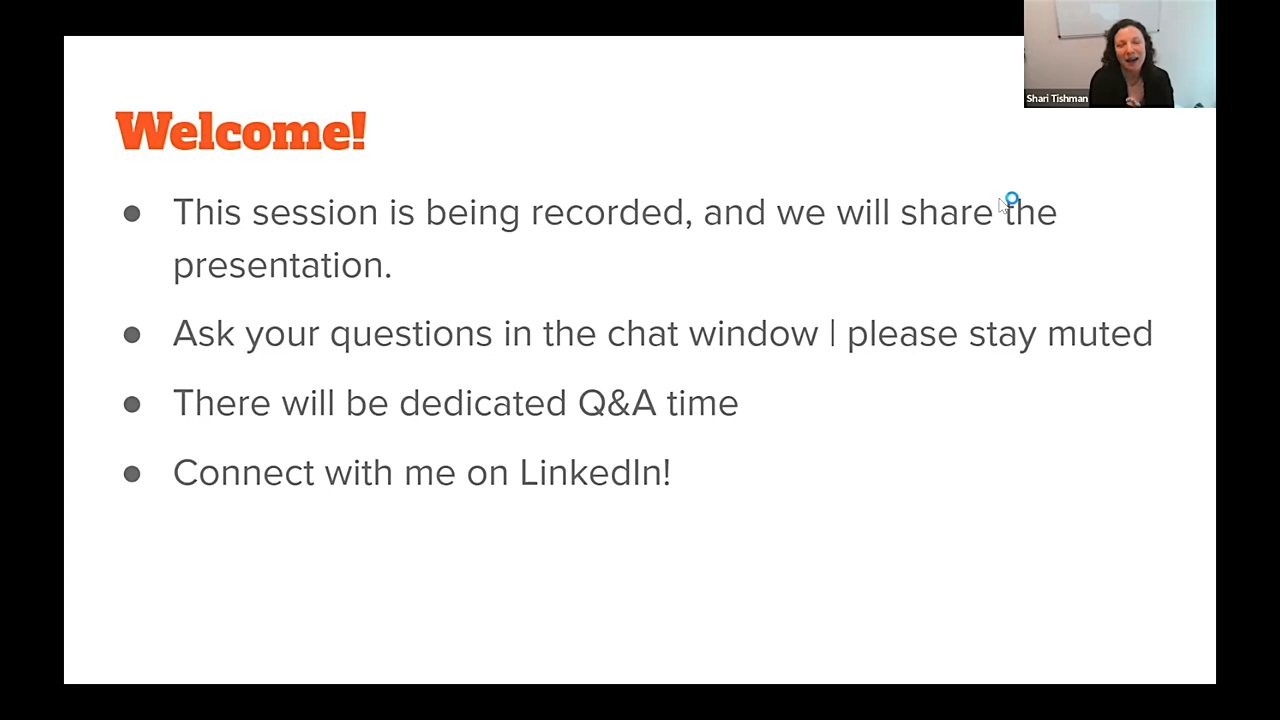 Shari Tishman
Welcome!
● This session is being recorded, and we will share the
presentation.
● Ask your questions in the chat window | please stay muted
● There will be dedicated Q&A time
● Connect with me on LinkedIn!